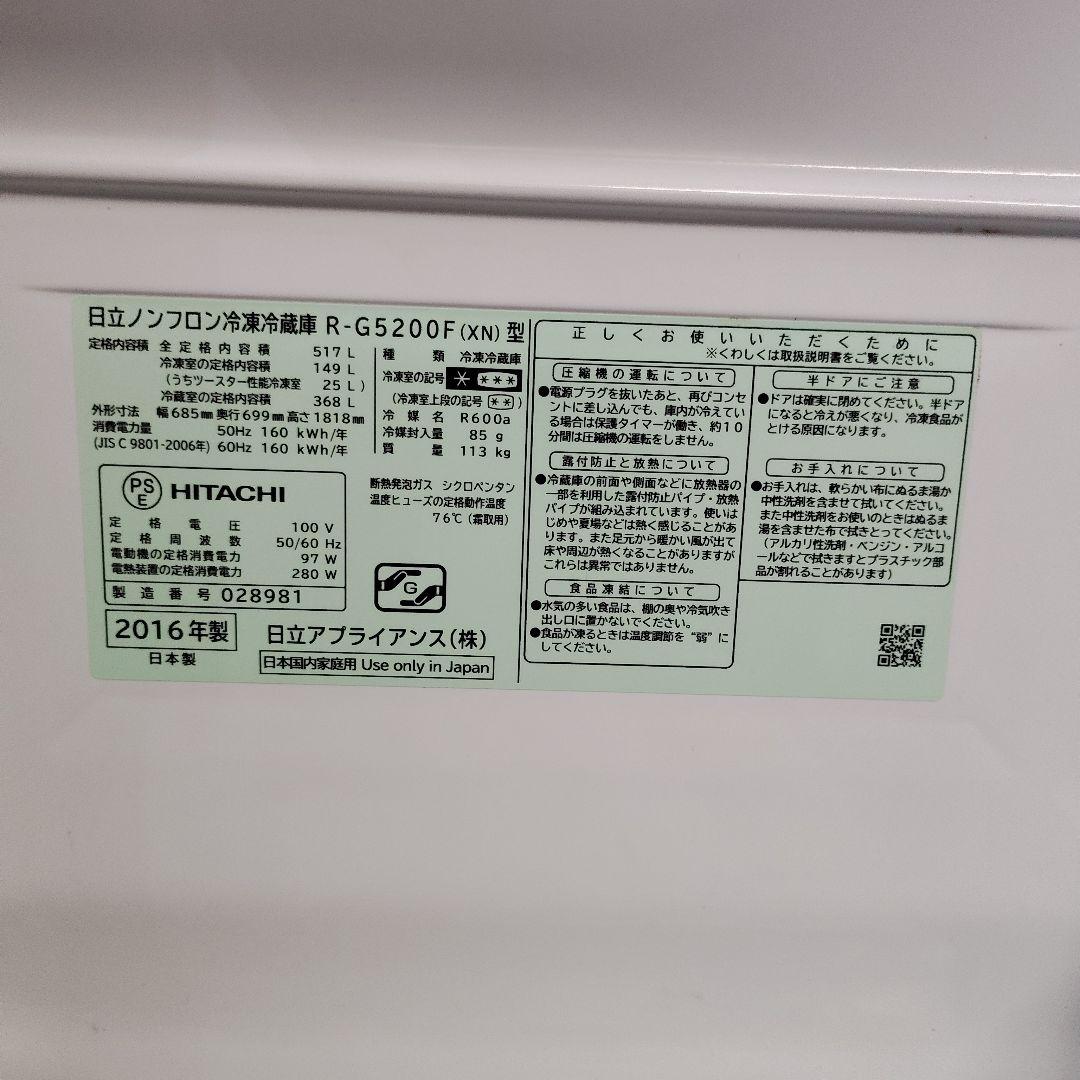 日立ノンフロン冷凍冷蔵庫 R-G5200F(XN) 型
定格内容積 全定格内容積 517 L
冷凍室の定格内容積 149 L
(うちツースター性能冷凍室 25 L)
冷蔵室の定格内容積 368 L
外形寸法 幅685mm 奥行699mm 高さ1818mm
消費電力量 50Hz 160 kWh/年
(JIS C 9801-2006年) 60Hz 160 kWh/年
種類 冷凍冷蔵庫
冷凍室の記号 * ***
(冷凍室上段の記号 **)
冷媒名 R600a
冷媒封入量 85 g
質量 113 kg
断熱発泡ガス シクロペンタン
温度ヒューズの定格動作温度
76℃(霜取用)
PS
E
HITACHI
定格電圧 100 V
定格周波数 50/60 Hz
電動機の定格消費電力 97 W
電熱装置の定格消費電力 280 W
製造番号 028981
G
2016年製
日本製
日立アプライアンス(株)
日本国内家庭用 Use only in Japan
正しくお使いいただくために
※くわしくは取扱説明書をご覧ください。
圧縮機の運転について
●電源プラグを抜いたあと、再びコンセ
ントに差し込んでも、庫内が冷えてい
る場合は保護タイマーが働き、約10
分間は圧縮機の運転をしません。
露付防止と放熱について
●冷蔵庫の前面や側面などに放熱器の
一部を利用した露付防止パイプ・放熱
パイプが組み込まれています。使いは
じめや夏場などは熱く感じることがあ
ります。また足元から暖かい風が出て
床や周辺が熱くなることがありますが
これらは異常ではありません。
食品凍結について
●水気の多い食品は、棚の奥や冷気吹き
出し口に置かないでください。
●食品が凍るときは温度調節を“弱”に
してください。
半ドアにご注意
●ドアは確実に閉めてください。半ドア
になると冷えが悪くなり、冷凍食品が
とける原因になります。
お手入れについて
●お手入れは、軟らかい布にぬるま湯か
中性洗剤を含ませて拭いてください。
また中性洗剤をお使いのときはぬるま
湯を含ませた布で拭きとってください。
(アルカリ性洗剤・ベンジン・アルコ
ールなどで拭きますとプラスチック部
品が割れることがあります)